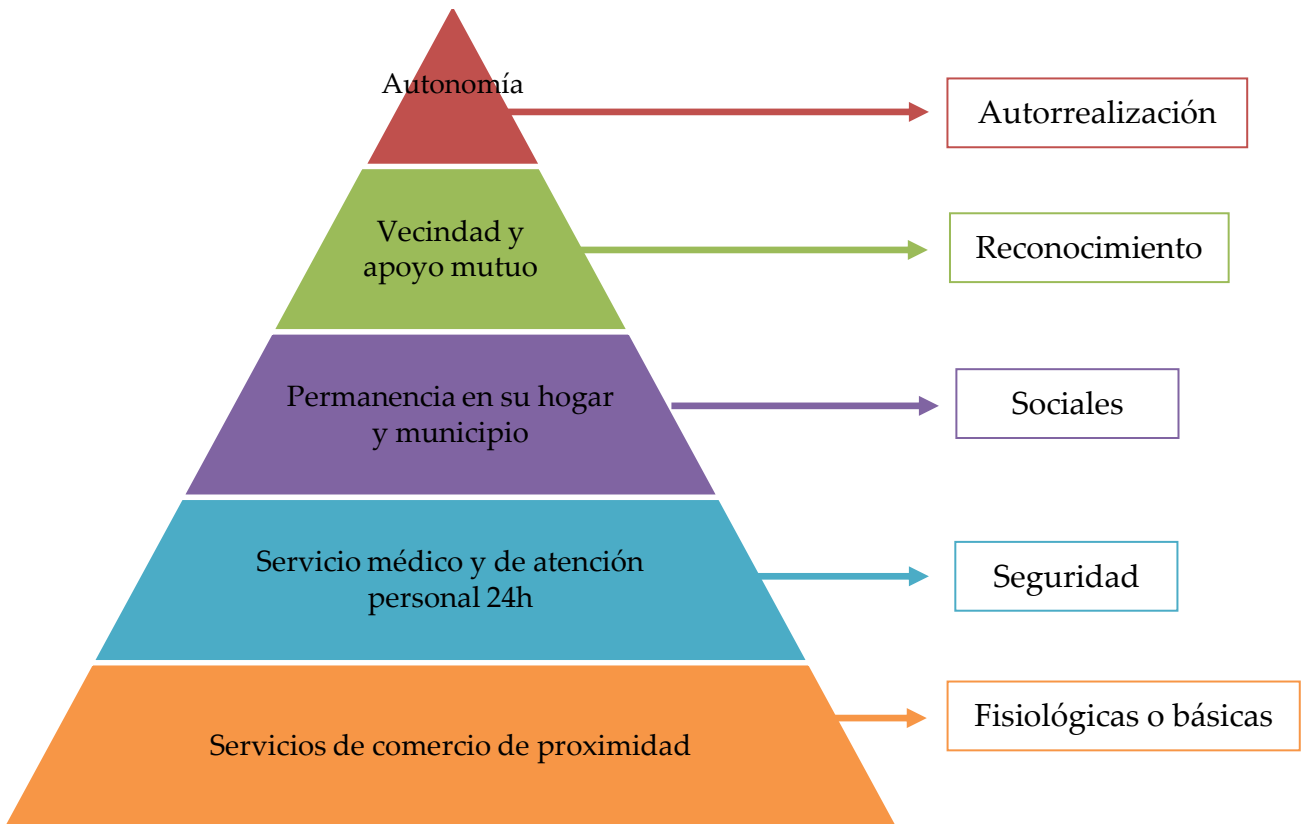 Autonomía
Autorrealización
Vecindad y
apoyo mutuo
Reconocimiento
Permanencia en su hogar
y municipio
Sociales
Servicio médico y de atención
personal 24h
Seguridad
Servicios de comercio de proximidad
Fisiológicas o básicas